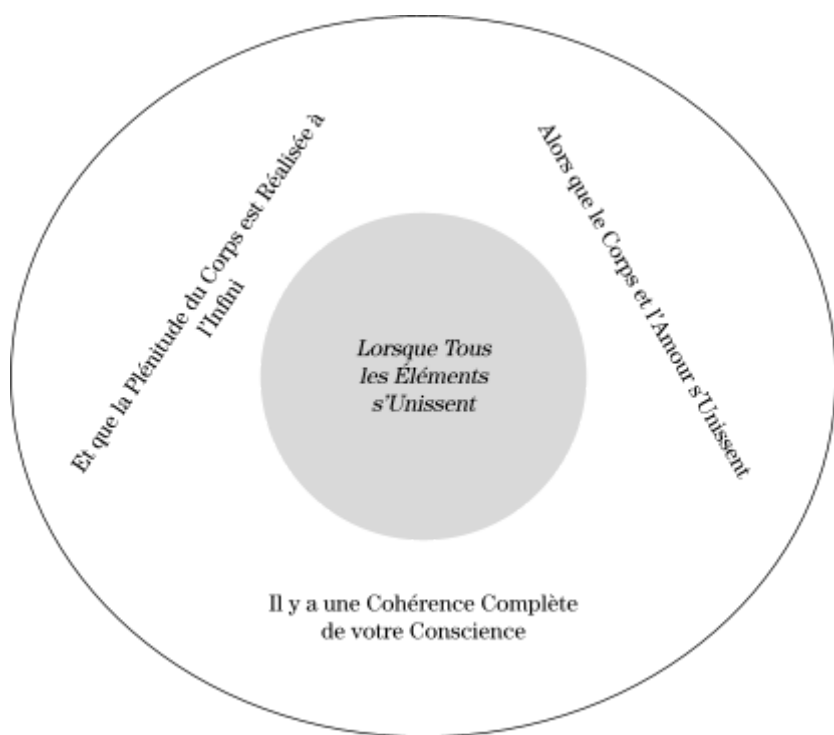 Et que la Plénitude du Corps est Réalisée à
l'Infini
Alors que le Corps et l'Amour s'Unissent
Lorsque Tous
les Éléments
s'Unissent
Il y a une Cohérence Complète
de votre Conscience